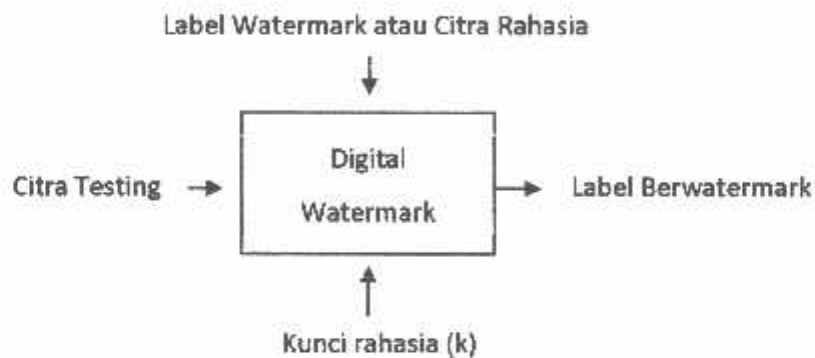 Label Watermark atau Citra Rahasia
Digital
Citra Testing
Watermark
Label Berwatermark
Kunci rahasia (k)